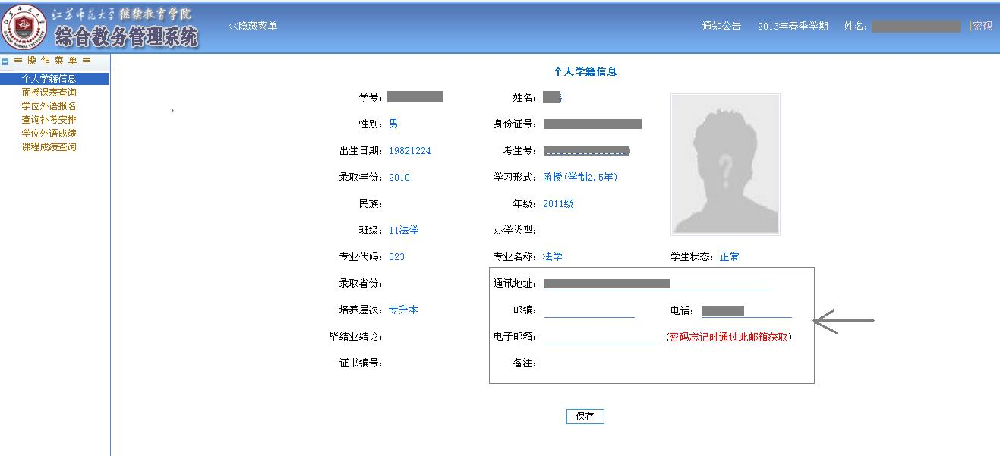 江苏师范大学继续教育学院
综合教务管理系统
<<隐藏菜单
通知公告 2013年春季学期 姓名: |密码
操作菜单
个人学籍信息
面授课表查询
学位外语报名
查询补考安排
学位外语成绩
课程成绩查询
个人学籍信息
学号: 姓名:
性别: 男 身份证号:
出生日期: 19821224 考生号:
录取年份: 2010 学习形式: 函授(学制2.5年)
民族: 年级: 2011级
班级: 11法学 办学类型:
专业代码: 023 专业名称: 法学 学生状态: 正常
录取省份: 通讯地址:
培养层次: 专升本 邮编: 电话:
毕结业结论: 电子邮箱: (密码忘记时通过此邮箱获取)
证书编号: 备注:
保存